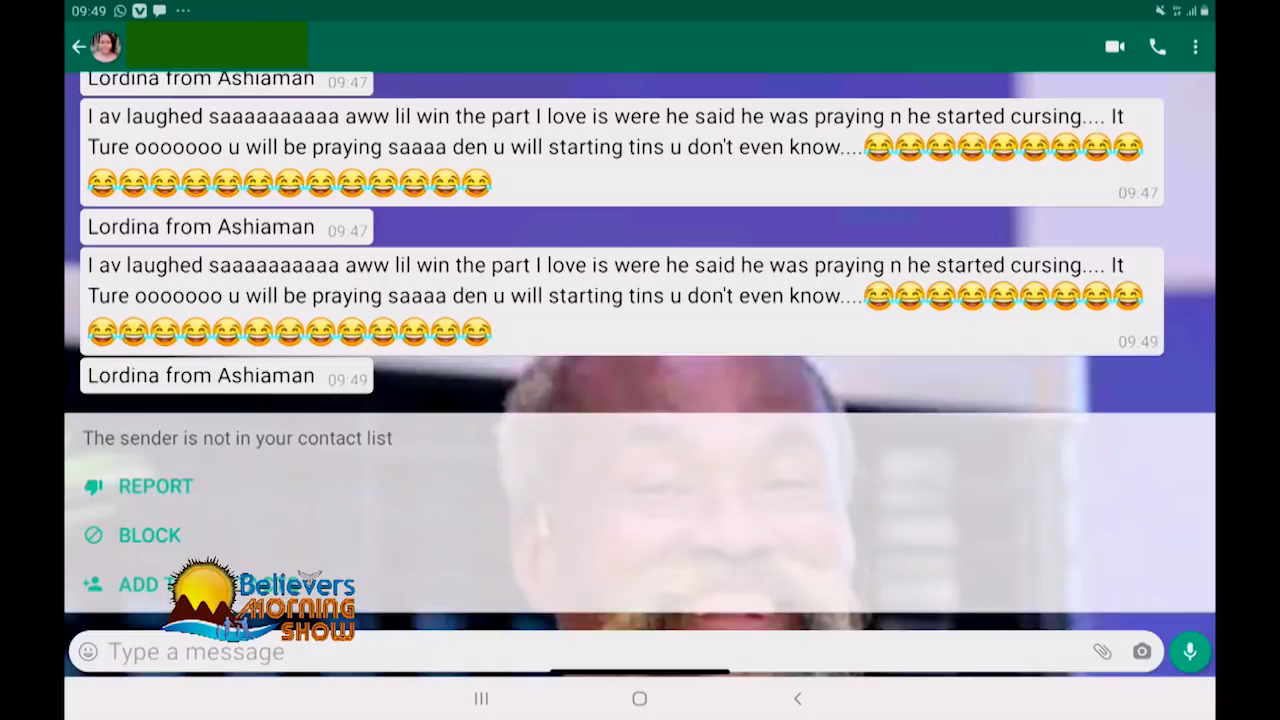 09:49
Lordina from Ashiaman 09:47
I av laughed saaaaaaaaaa aww lil win the part I love is were he said he was praying n he started cursing.... It
Ture ooooooo u will be praying saaaa den u will starting tins u don't even know....😂😂😂😂😂😂😂😂😂
😂😂😂😂😂😂😂😂😂😂😂😂😂
09:47
Lordina from Ashiaman 09:47
I av laughed saaaaaaaaaa aww lil win the part I love is were he said he was praying n he started cursing.... It
Ture ooooooo u will be praying saaaa den u will starting tins u don't even know....😂😂😂😂😂😂😂😂😂
😂😂😂😂😂😂😂😂😂😂😂😂😂
09:49
Lordina from Ashiaman 09:49
The sender is not in your contact list
REPORT
BLOCK
ADD
Believers
MORNING
SHOW
Type a message